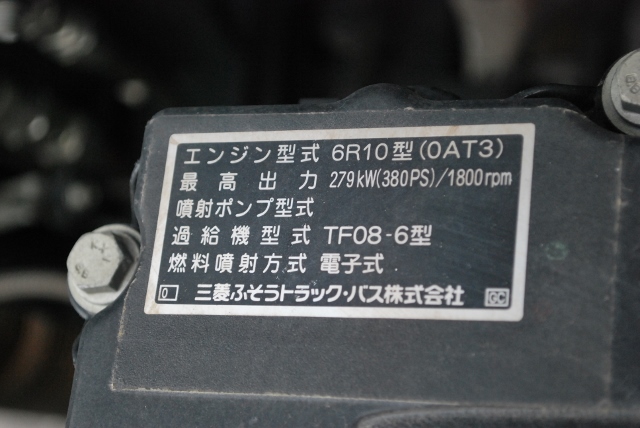 エンジン型式 6R10型(0AT3)
最高出力 279kW(380PS)/1800rpm
噴射ポンプ型式
過給機型式 TF08-6型
燃料噴射方式 電子式
0 三菱ふそうトラック・バス株式会社 GC